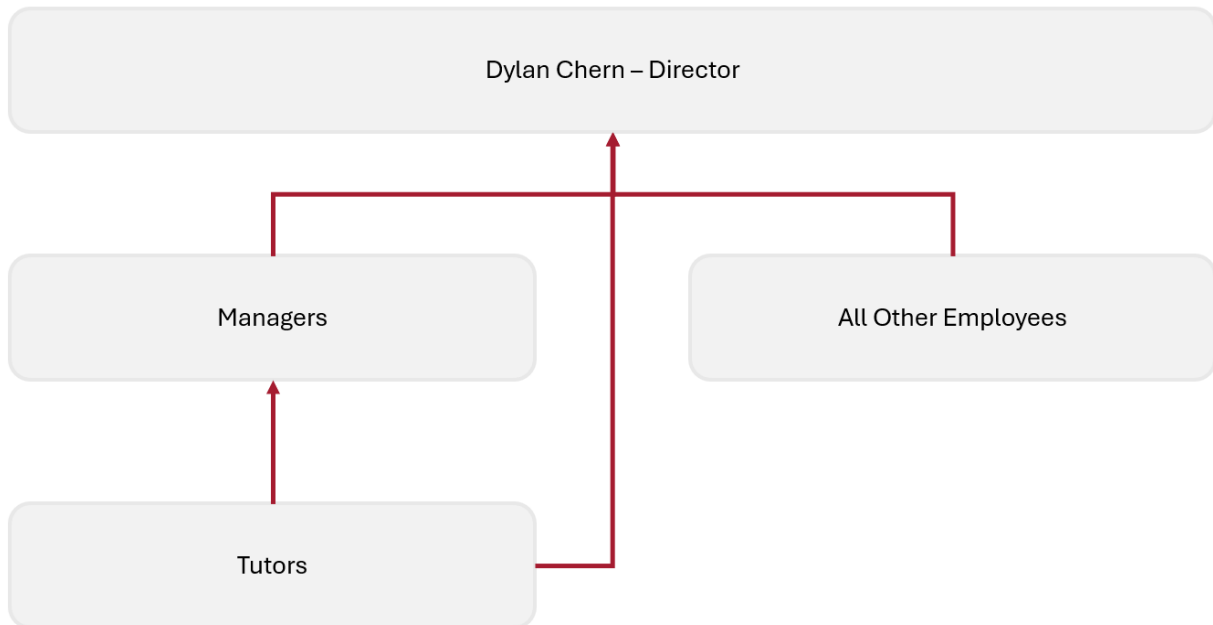 Dylan Chern – Director
Managers
All Other Employees
Tutors